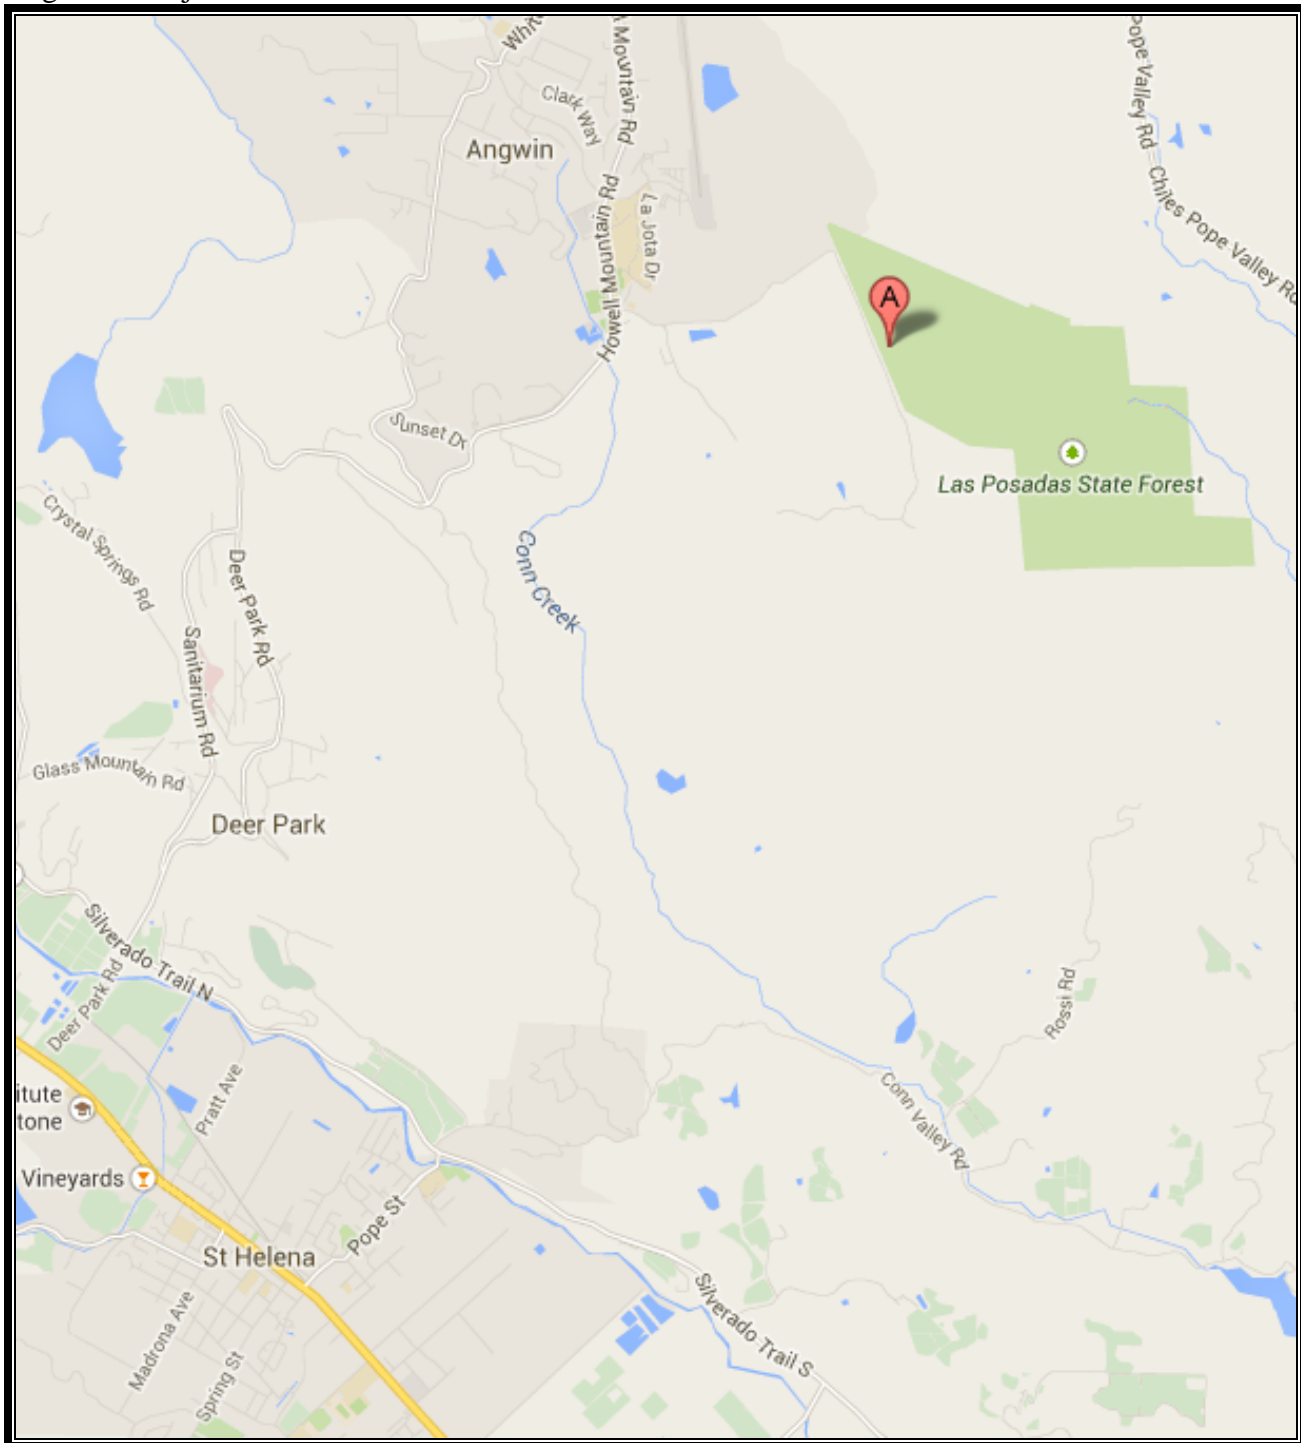 White
Mountain Rd
Pope Valley Rd
Clark Way
Angwin
Chiles Pope Valley Rd
La Jota Dr
Howell Mountain Rd
A
Sunset Dr
Las Posadas State Forest
Crystal Springs Rd
Conn Creek
Deer Park Rd
Sanitarium Rd
Glass Mountain Rd
Deer Park
Silverado Trail N
Rossi Rd
Deer Park Rd
Pratt Ave
itute
tone
Conn Valley Rd
Vineyards
Pope St
St Helena
Silverado Trail S
Madrona Ave
Spring St